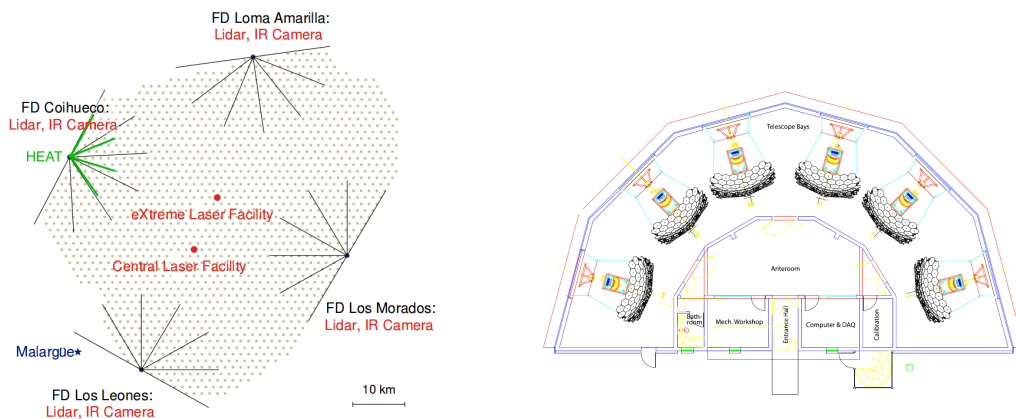 FD Loma Amarilla:
Lidar, IR Camera
FD Coihueco:
Lidar, IR Camera
HEAT
eXtreme Laser Facility
Central Laser Facility
FD Los Morados:
Lidar, IR Camera
Malargüe
FD Los Leones:
Lidar, IR Camera
10 km
Telescope Bays
Anteroom
Bath-
room
Mech. Workshop
Entrance Hall
Computer & DAQ
Calibration